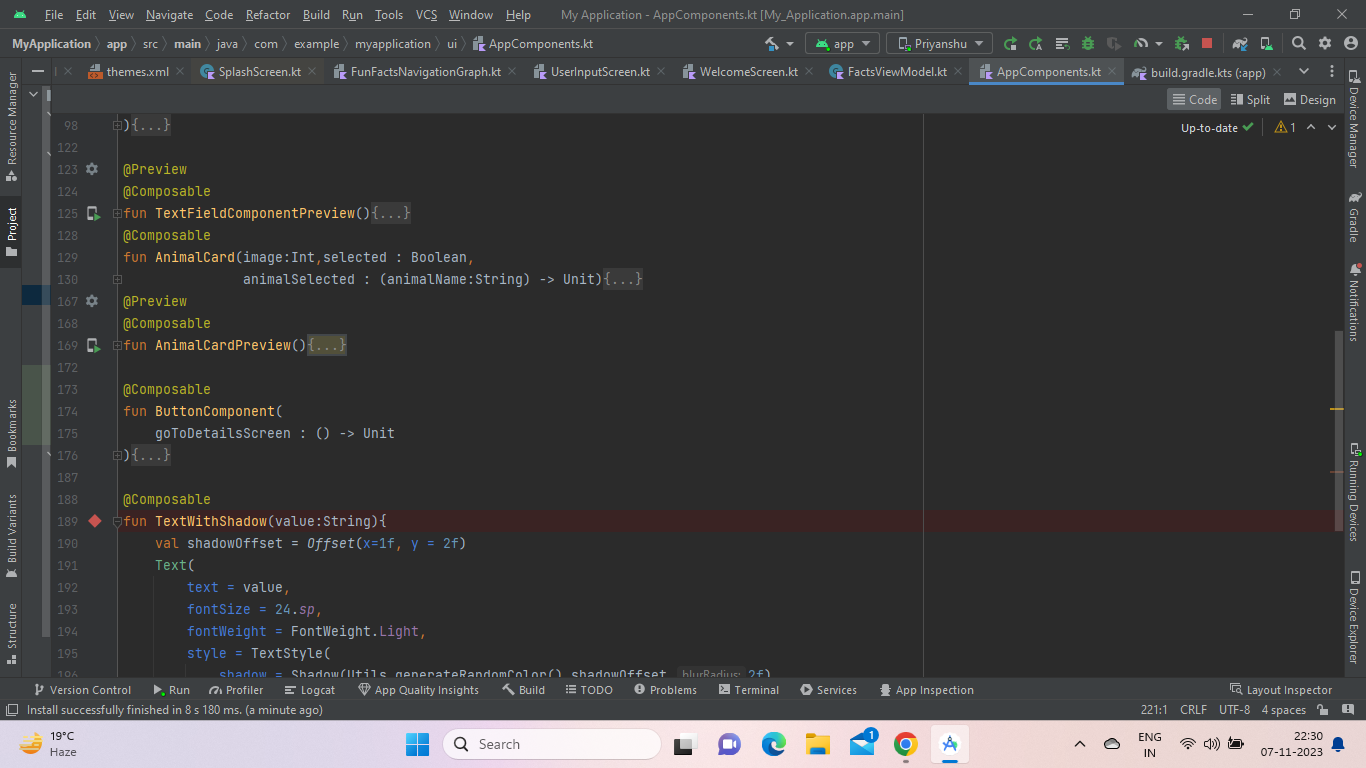 File Edit View Navigate Code Refactor Build Run Tools VCS Window Help My Application - AppComponents.kt [My_Application.app.main]
MyApplication app src main java com example myapplication ui AppComponents.kt app Priyanshu
themes.xml SplashScreen.kt FunFactsNavigationGraph.kt UserInputScreen.kt WelcomeScreen.kt FactsViewModel.kt AppComponents.kt build.gradle.kts (:app)
Code Split Design
Up-to-date 1
98 ){...}
122
123 @Preview
124 @Composable
125 fun TextFieldComponentPreview(){...}
128 @Composable
129 fun AnimalCard(image:Int,selected : Boolean,
130 animalSelected : (animalName:String) -> Unit){...}
167 @Preview
168 @Composable
169 fun AnimalCardPreview(){...}
172
173 @Composable
174 fun ButtonComponent(
175 goToDetailsScreen : () -> Unit
176 ){...}
187
188 @Composable
189 fun TextWithShadow(value:String){
190 val shadowOffset = Offset(x=1f, y = 2f)
191 Text(
192 text = value,
193 fontSize = 24.sp,
194 fontWeight = FontWeight.Light,
195 style = TextStyle(
196 shadow = Shadow(Utils.generateRandomColor(),shadowOffset, blurRadius: 2f)
Resource Manager
Project
Bookmarks
Build Variants
Structure
Device Manager
Gradle
Notifications
Running Devices
Device Explorer
Version Control Run Profiler Logcat App Quality Insights Build TODO Problems Terminal Services App Inspection Layout Inspector
Install successfully finished in 8 s 180 ms. (a minute ago) 221:1 CRLF UTF-8 4 spaces
19°C
Haze
Search
1
ENG
IN
22:30
07-11-2023